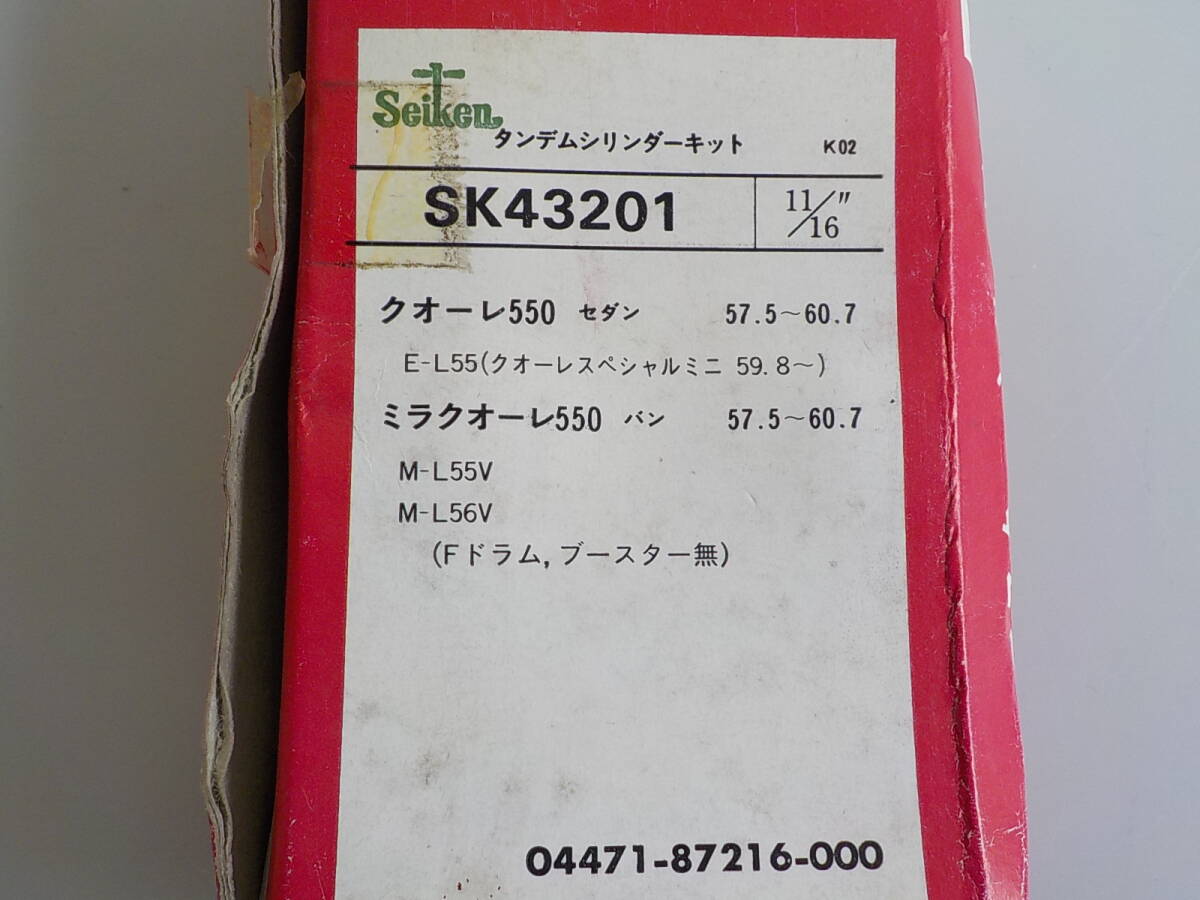 Seiken
タンデムシリンダーキット K02
SK43201 11/16"
クオーレ550 セダン 57.5～60.7
E-L55(クオーレスペシャルミニ 59.8～)
ミラクオーレ550 バン 57.5～60.7
M-L55V
M-L56V
(Fドラム,ブースター無)
04471-87216-000